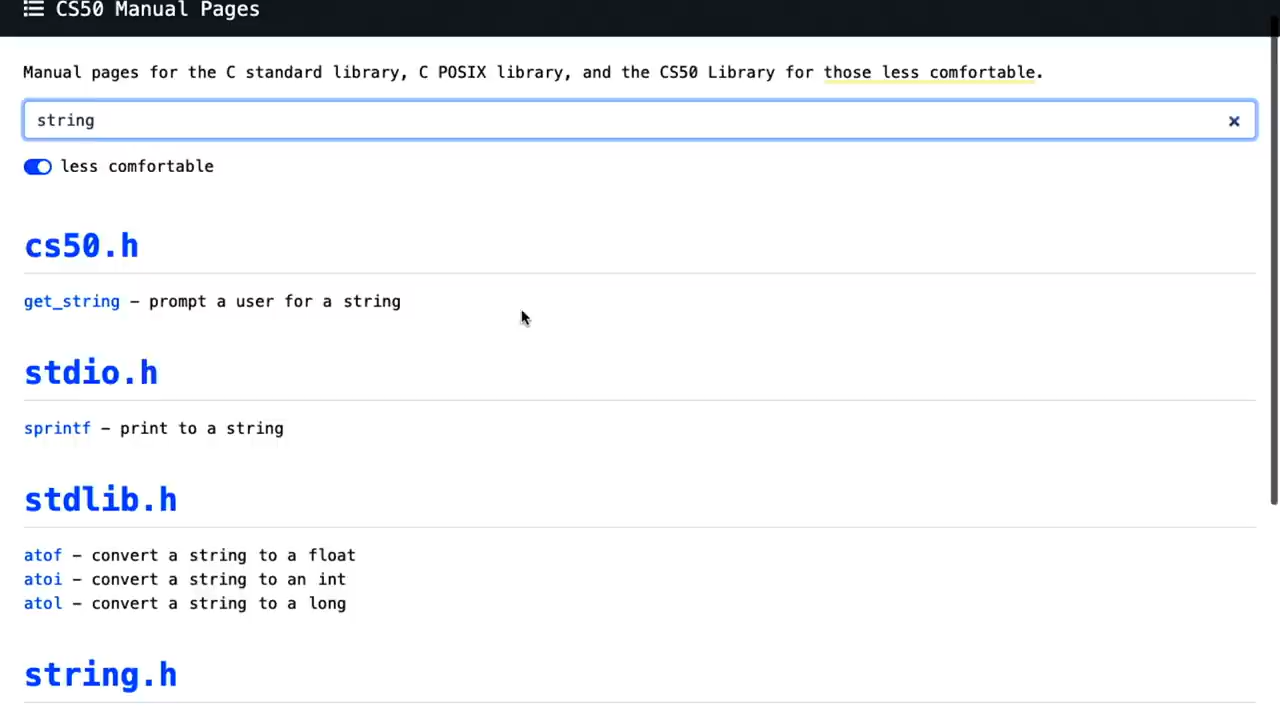 CS50 Manual Pages
Manual pages for the C standard library, C POSIX library, and the CS50 Library for those less comfortable.
string
less comfortable
cs50.h
get_string – prompt a user for a string
stdio.h
sprintf – print to a string
stdlib.h
atof – convert a string to a float
atoi – convert a string to an int
atol – convert a string to a long
string.h